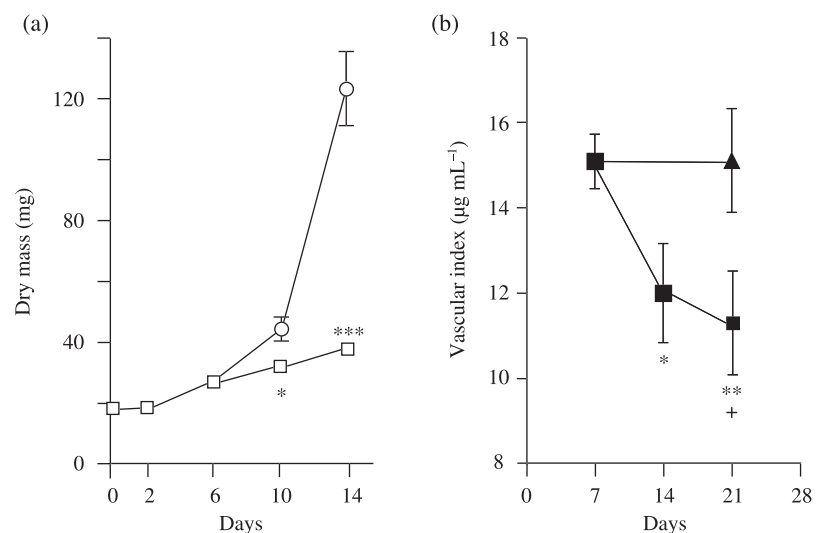 (a)
120
80
40
0
Dry mass (mg)
***
*
0 2 6 10 14
Days
(b)
18
16
14
12
10
8
Vascular index (µg mL⁻¹)
*
**
+
0 7 14 21 28
Days